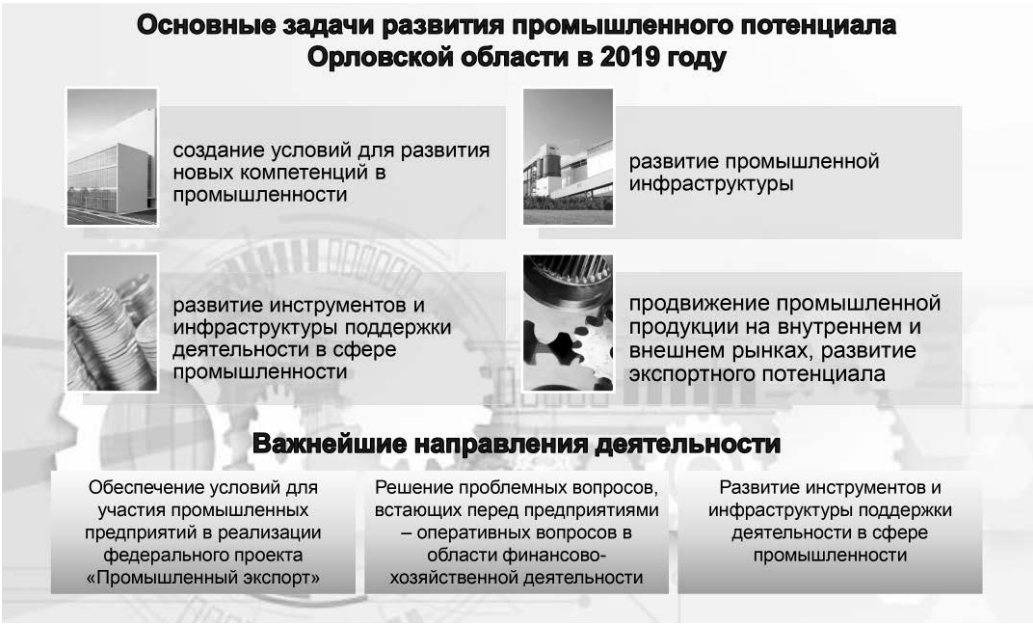 Основные задачи развития промышленного потенциала
Орловской области в 2019 году
создание условий для развития
новых компетенций в
промышленности
развитие промышленной
инфраструктуры
развитие инструментов и
инфраструктуры поддержки
деятельности в сфере
промышленности
продвижение промышленной
продукции на внутреннем и
внешнем рынках, развитие
экспортного потенциала
Важнейшие направления деятельности
Обеспечение условий для
участия промышленных
предприятий в реализации
федерального проекта
«Промышленный экспорт»
Решение проблемных вопросов,
встающих перед предприятиями
– оперативных вопросов в
области финансово-
хозяйственной деятельности
Развитие инструментов и
инфраструктуры поддержки
деятельности в сфере
промышленности